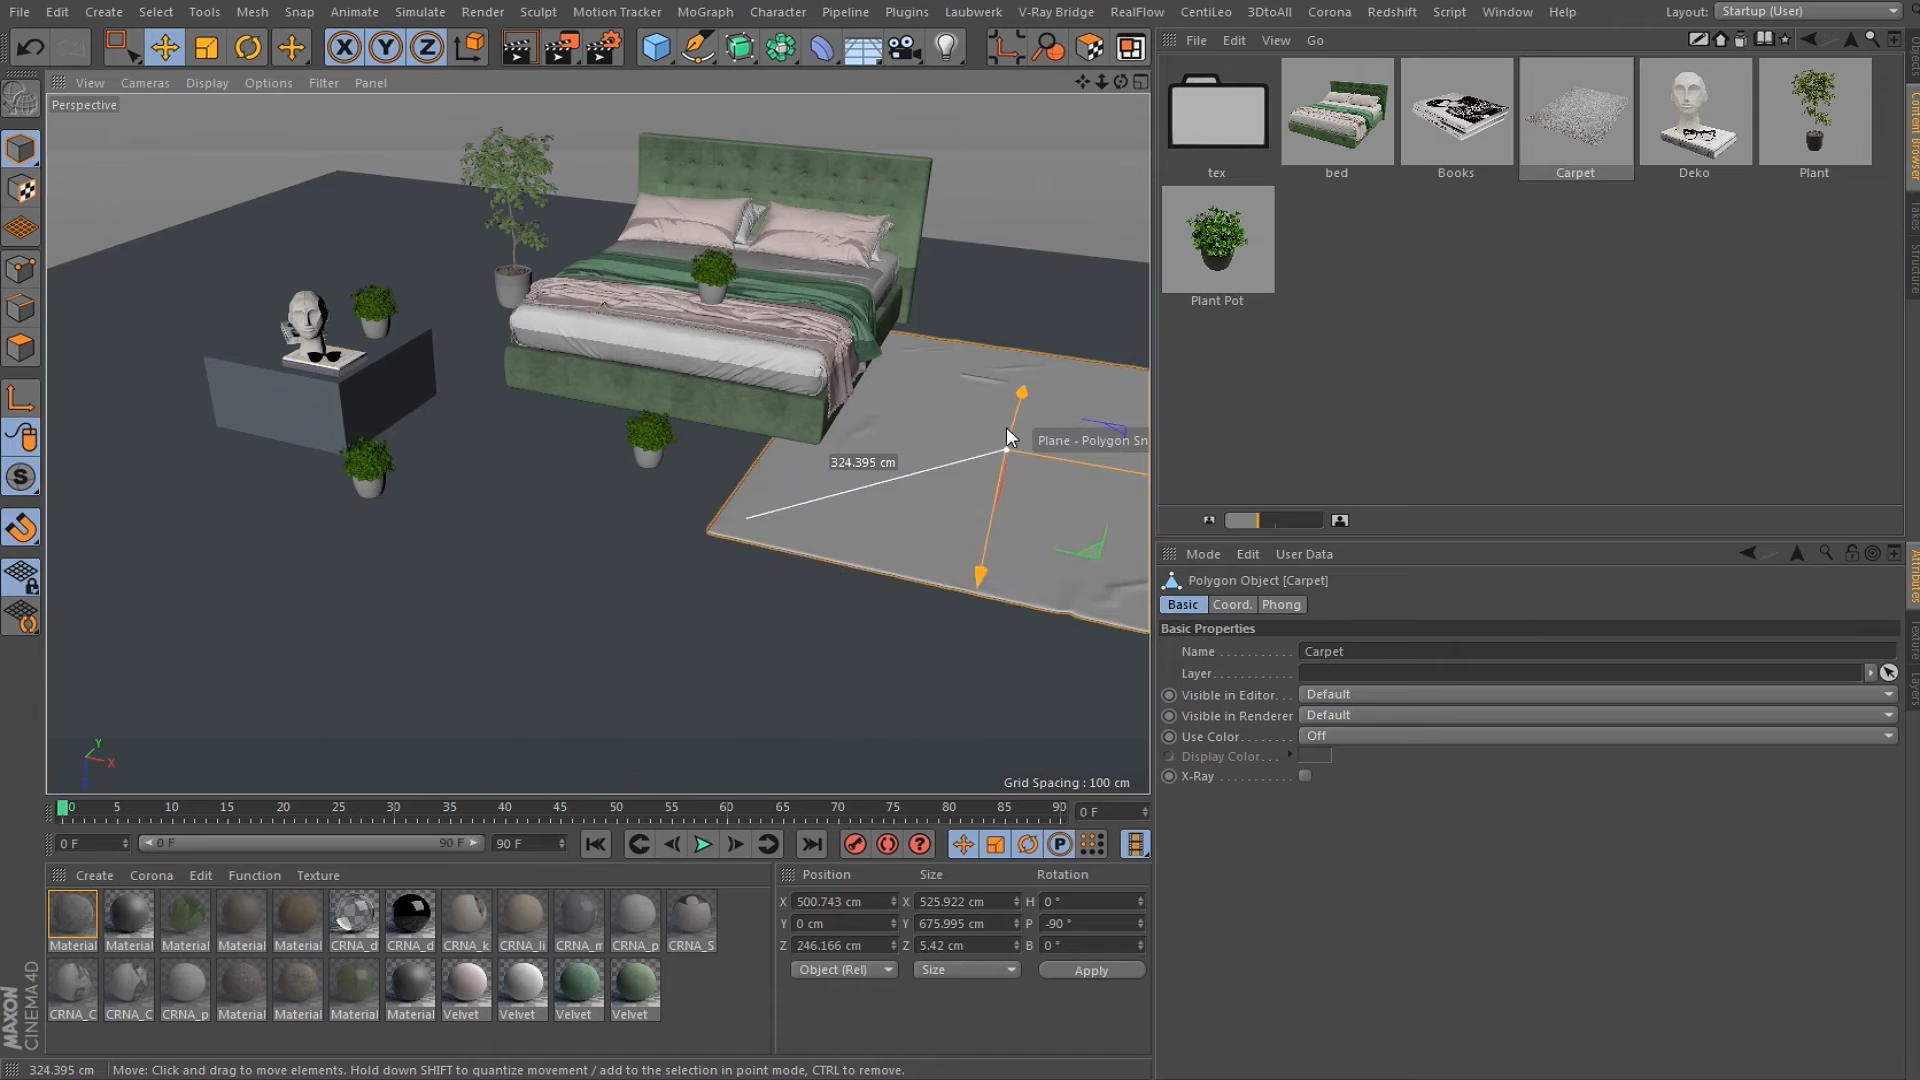 File Edit Create Select Tools Mesh Snap Animate Simulate Render Sculpt Motion Tracker MoGraph Character Pipeline Plugins Laubwerk V-Ray Bridge RealFlow CentiLeo 3DtoAll Corona Redshift Script Window Help Layout: Startup (User)
X Y Z
File Edit View Go
View Cameras Display Options Filter Panel
Perspective
tex bed Books Carpet Deko Plant
Plant Pot
Plane - Polygon Sn
324.395 cm
Y
X
Grid Spacing : 100 cm
Objects
Content Browser
Takes
Structure
Mode Edit User Data
Polygon Object [Carpet]
Basic Coord. Phong
Basic Properties
Name Carpet
Layer
Visible in Editor Default
Visible in Renderer Default
Use Color Off
Display Color
X-Ray
Attributes
Texture
Layers
0 5 10 15 20 25 30 35 40 45 50 55 60 65 70 75 80 85 90 0 F
0 F 0 F 90 F 90 F P
Create Corona Edit Function Texture
Material Material Material Material Material CRNA_d CRNA_d CRNA_k CRNA_li CRNA_m CRNA_p CRNA_S
CRNA_C CRNA_C CRNA_p Material Material Material Material Velvet Velvet Velvet Velvet
Position Size Rotation
X 500.743 cm X 525.922 cm H 0 °
Y 0 cm Y 675.995 cm P -90 °
Z 246.166 cm Z 5.42 cm B 0 °
Object (Rel) Size Apply
MAXON
CINEMA 4D
324.395 cm Move: Click and drag to move elements. Hold down SHIFT to quantize movement / add to the selection in point mode, CTRL to remove.